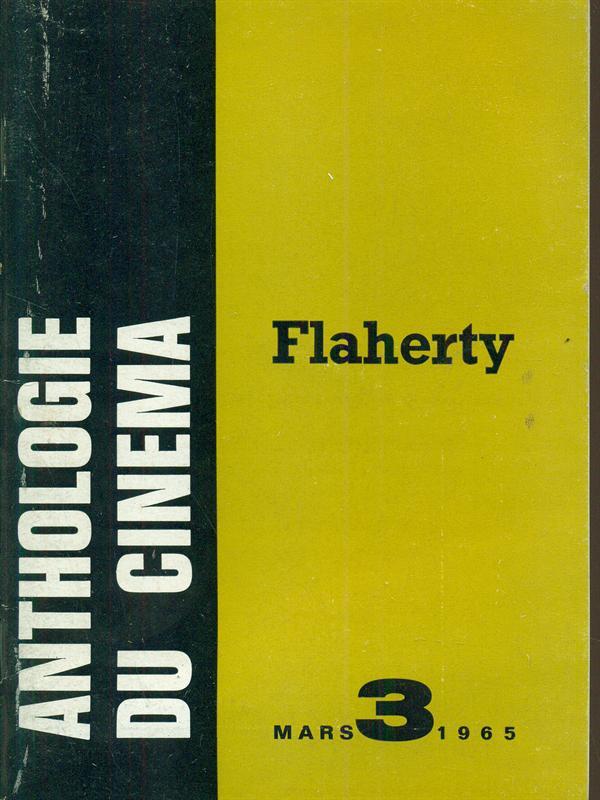 ANTHOLOGIE
DU CINEMA
Flaherty
MARS 3 1965